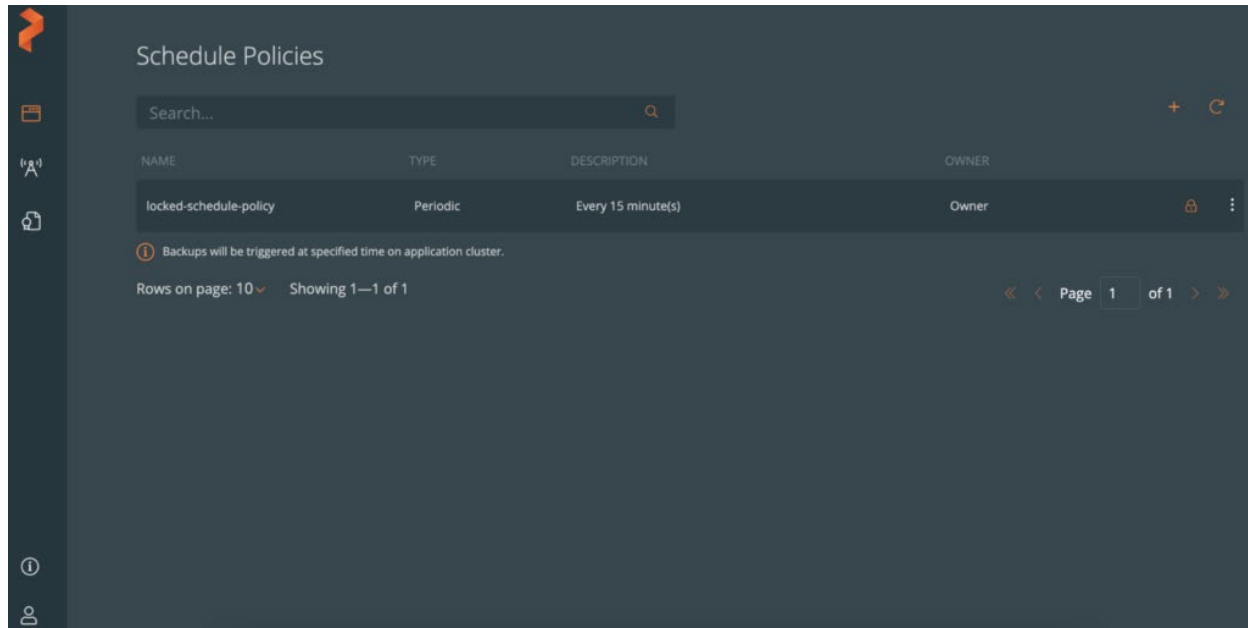 Schedule Policies
Search...
NAME TYPE DESCRIPTION OWNER
locked-schedule-policy Periodic Every 15 minute(s) Owner
Backups will be triggered at specified time on application cluster.
Rows on page: 10 Showing 1—1 of 1 Page 1 of 1